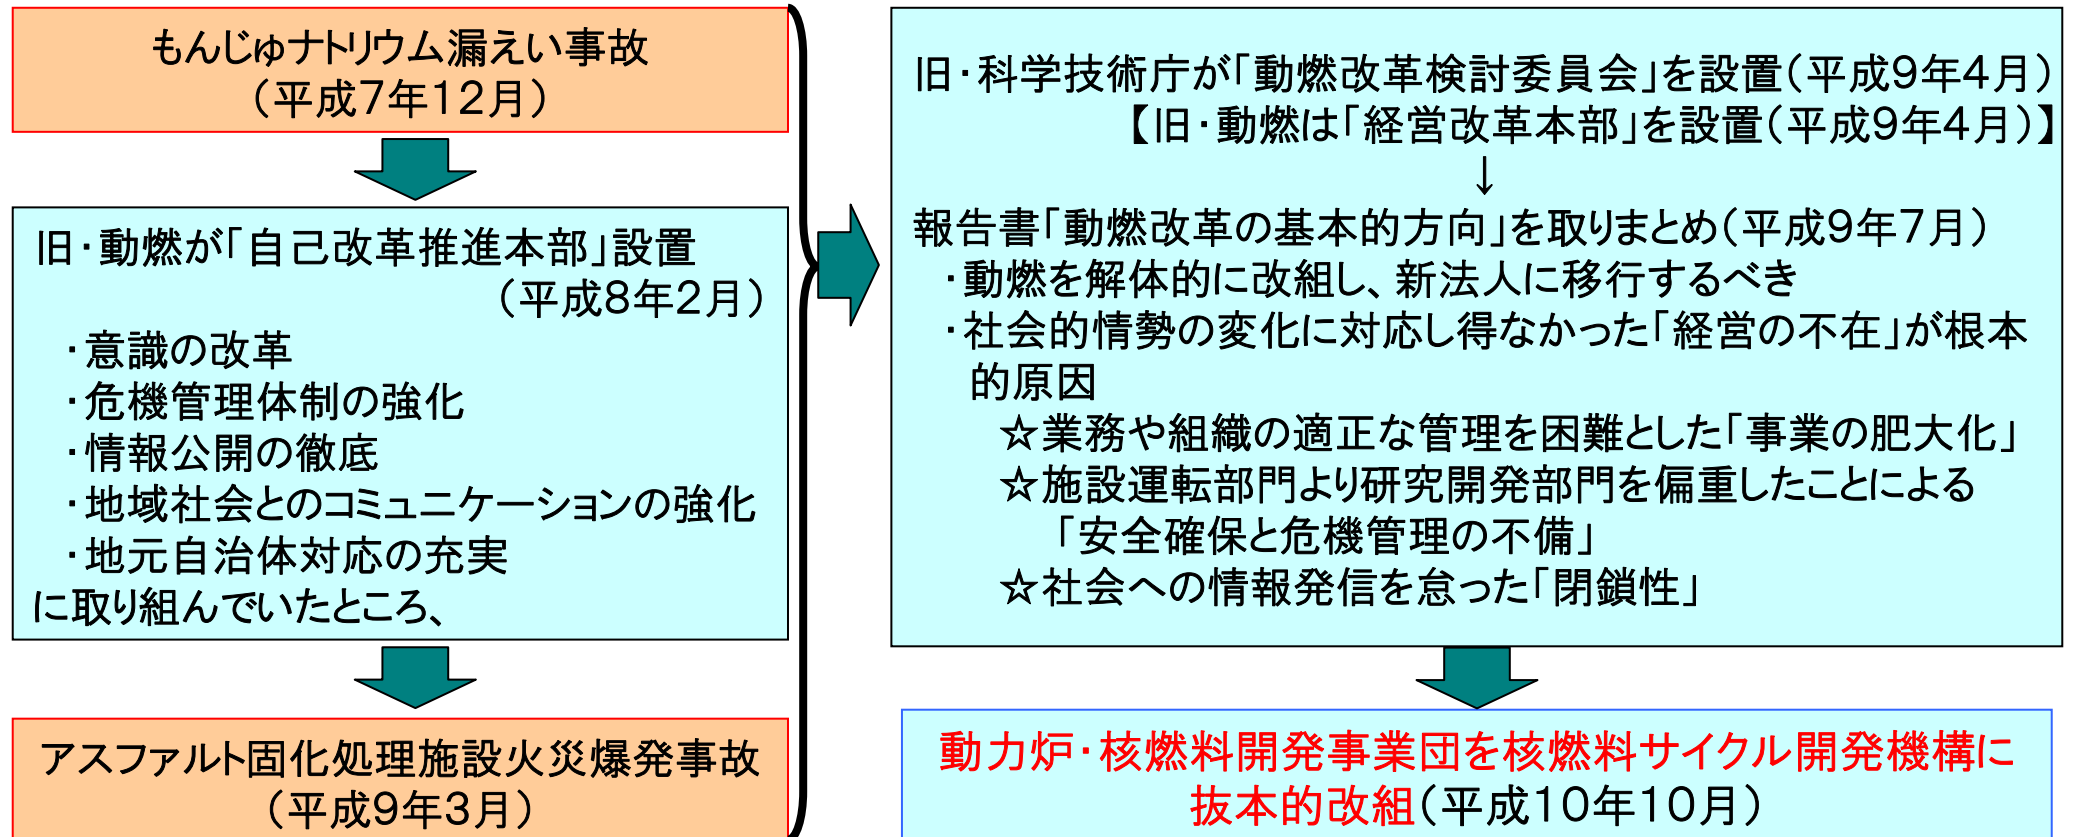 もんじゅナトリウム漏えい事故
（平成7年12月）
旧・動燃が「自己改革推進本部」設置
（平成8年2月）
・意識の改革
・危機管理体制の強化
・情報公開の徹底
・地域社会とのコミュニケーションの強化
・地元自治体対応の充実
に取り組んでいたところ、
アスファルト固化処理施設火災爆発事故
（平成9年3月）
旧・科学技術庁が「動燃改革検討委員会」を設置（平成9年4月）
【旧・動燃は「経営改革本部」を設置（平成9年4月）】
↓
報告書「動燃改革の基本的方向」を取りまとめ（平成9年7月）
・動燃を解体的に改組し、新法人に移行するべき
・社会的情勢の変化に対応し得なかった「経営の不在」が根本
的原因
☆業務や組織の適正な管理を困難とした「事業の肥大化」
☆施設運転部門より研究開発部門を偏重したことによる
「安全確保と危機管理の不備」
☆社会への情報発信を怠った「閉鎖性」
動力炉・核燃料開発事業団を核燃料サイクル開発機構に
抜本的改組（平成10年10月）